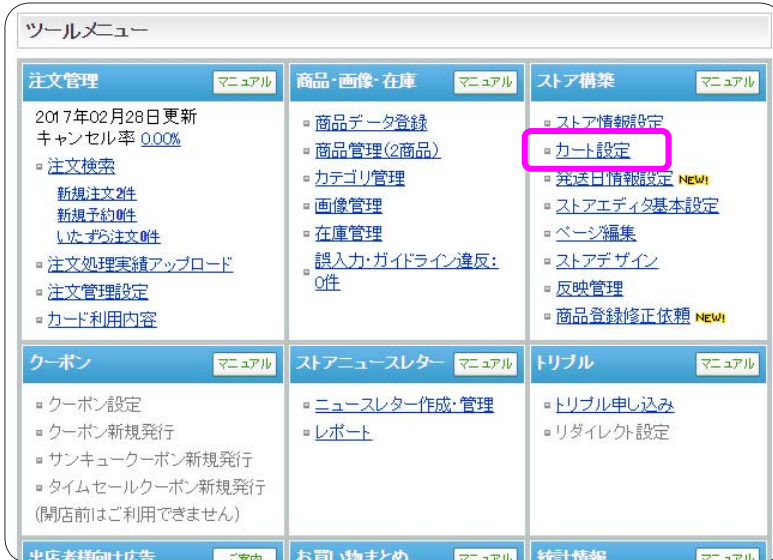 ツールメニュー
注文管理 マニュアル
2017年02月28日更新
キャンセル率 0.00%
注文検索
新規注文2件
新規予約0件
いたずら注文0件
注文処理実績アップロード
注文管理設定
カード利用内容
商品・画像・在庫 マニュアル
商品データ登録
商品管理(2商品)
カテゴリ管理
画像管理
在庫管理
誤入力・ガイドライン違反:
0件
ストア構築 マニュアル
ストア情報設定
カート設定
発送日情報設定 NEW!
ストアエディタ基本設定
ページ編集
ストアデザイン
反映管理
商品登録修正依頼 NEW!
クーポン マニュアル
クーポン設定
クーポン新規発行
サンキュークーポン新規発行
タイムセールクーポン新規発行
(開店前はご利用できません)
ストアニュースレター マニュアル
ニュースレター作成・管理
レポート
トリプル マニュアル
トリプル申し込み
リダイレクト設定
出店者様向け広告 ご案内
お買い物まとめ マニュアル
統計情報 マニュアル